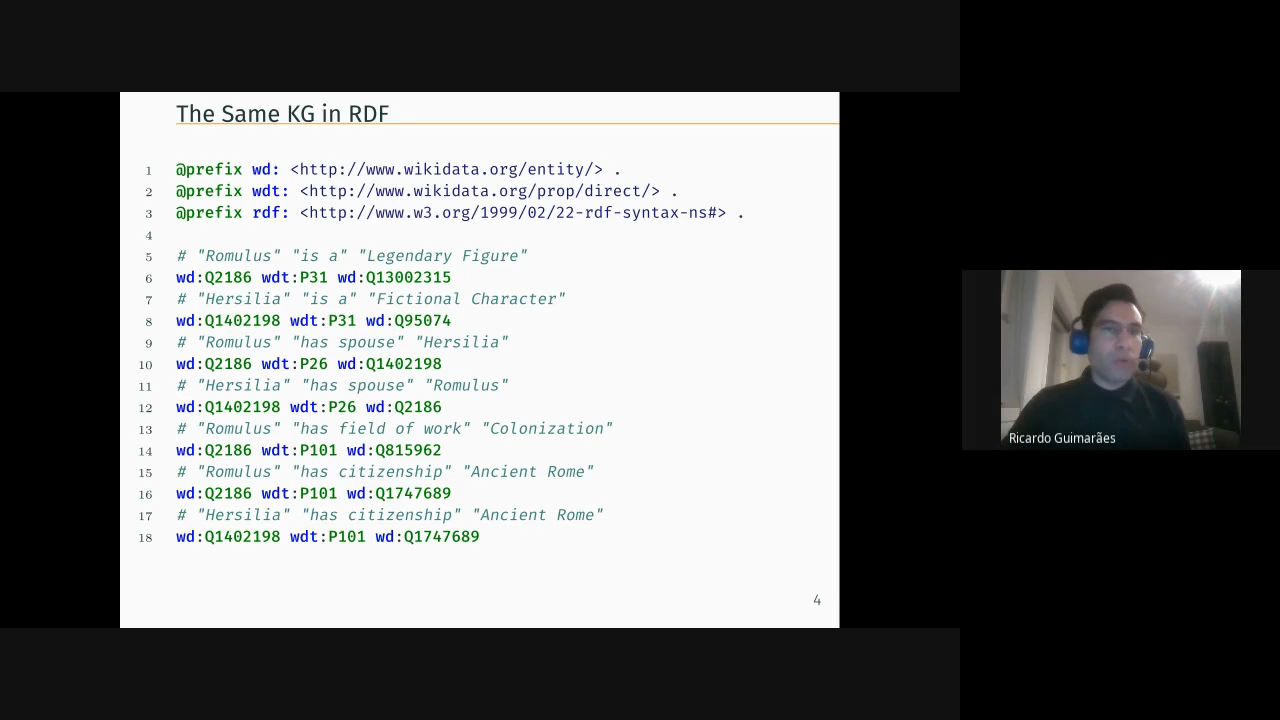 The Same KG in RDF
1 @prefix wd: <http://www.wikidata.org/entity/> .
2 @prefix wdt: <http://www.wikidata.org/prop/direct/> .
3 @prefix rdf: <http://www.w3.org/1999/02/22-rdf-syntax-ns#> .
4
5 # "Romulus" "is a" "Legendary Figure"
6 wd:Q2186 wdt:P31 wd:Q13002315
7 # "Hersilia" "is a" "Fictional Character"
8 wd:Q1402198 wdt:P31 wd:Q95074
9 # "Romulus" "has spouse" "Hersilia"
10 wd:Q2186 wdt:P26 wd:Q1402198
11 # "Hersilia" "has spouse" "Romulus"
12 wd:Q1402198 wdt:P26 wd:Q2186
13 # "Romulus" "has field of work" "Colonization"
14 wd:Q2186 wdt:P101 wd:Q815962
15 # "Romulus" "has citizenship" "Ancient Rome"
16 wd:Q2186 wdt:P101 wd:Q1747689
17 # "Hersilia" "has citizenship" "Ancient Rome"
18 wd:Q1402198 wdt:P101 wd:Q1747689
4
Ricardo Guimarães